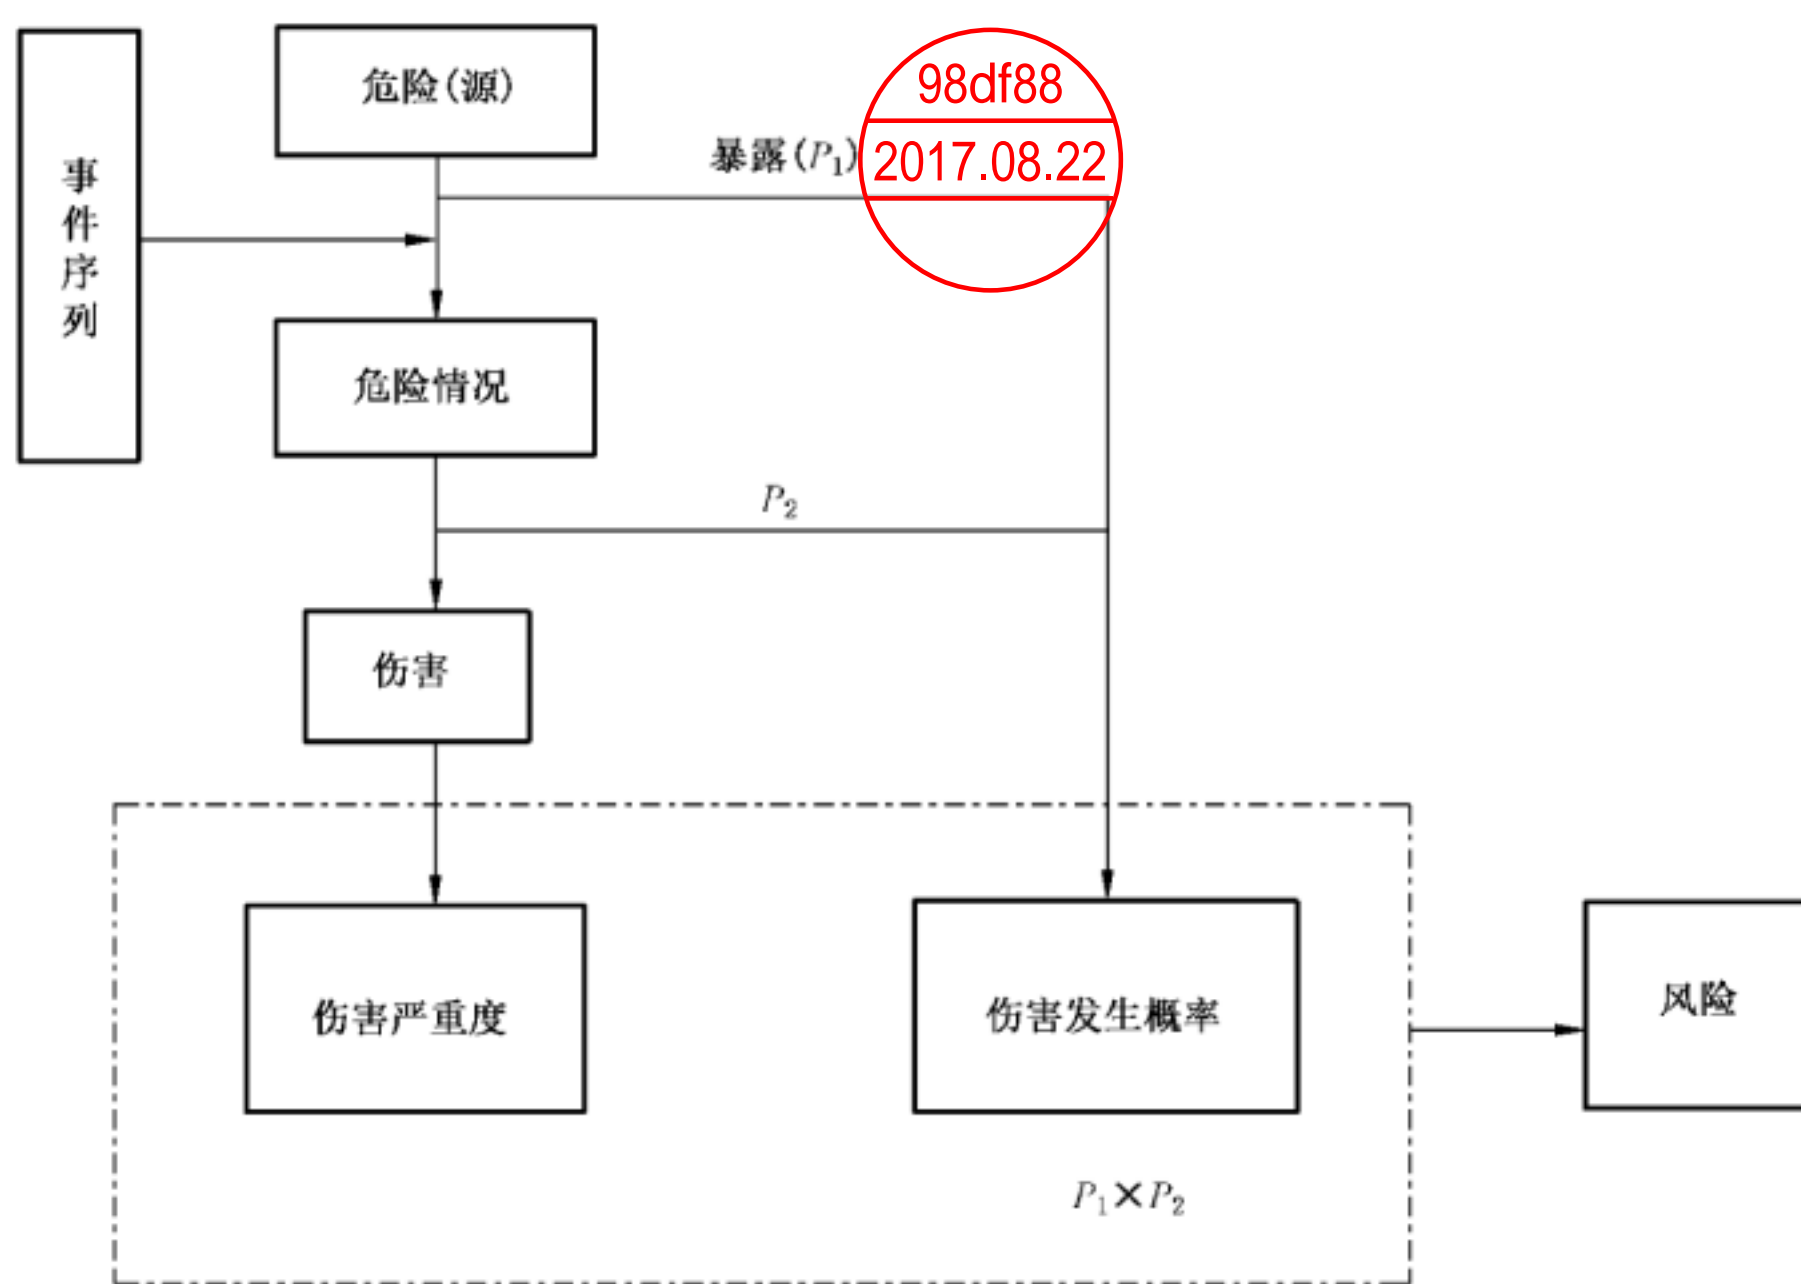 危险(源)
98df88
暴露(P₁)
2017.08.22
事件序列
危险情况
P₂
伤害
伤害严重度
伤害发生概率
风险
P₁×P₂